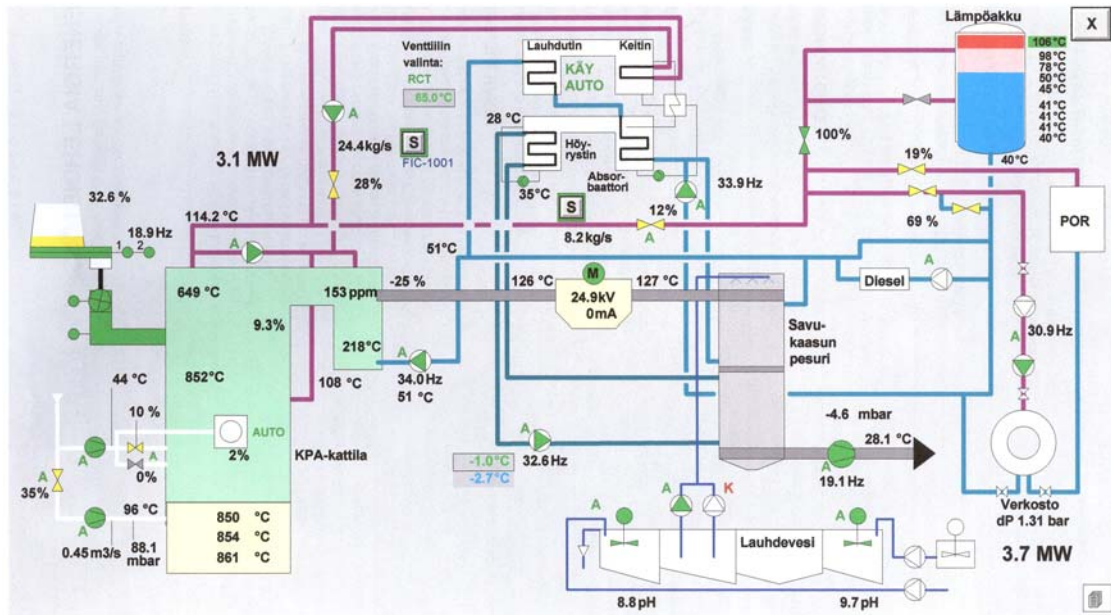 Lämpöakku
X
Venttiilin
valinta:
RCT
65.0°C
S
FIC-1001
Lauhdutin
Keitin
KÄY
AUTO
106°C
98°C
78°C
50°C
45°C
41°C
41°C
41°C
40°C
40°C
A
24.4kg/s
3.1 MW
28 °C
Höy-
rystin
Absor-
baattori
35°C
33.9 Hz
A
100%
19%
28%
32.6 %
S
12%
8.2kg/s
A
69 %
POR
114.2 °C
18.9Hz
1 2
A
51°C
-25 %
126 °C
M
127 °C
24.9kV
0mA
Diesel
A
649 °C
153 ppm
9.3%
Savu-
kaasun
pesuri
30.9 Hz
A
218°C
A
852°C
108 °C
34.0 Hz
51 °C
44 °C
10 %
A
A
AUTO
2%
0%
KPA-kattila
-4.6 mbar
28.1 °C
A
19.1Hz
A
32.6Hz
-1.0°C
-2.7°C
A
35%
96 °C
A
0.45 m3/s
88.1
mbar
850 °C
854 °C
861 °C
A
A
K
A
Lauhdevesi
Verkosto
dP 1.31 bar
3.7 MW
8.8 pH
9.7 pH